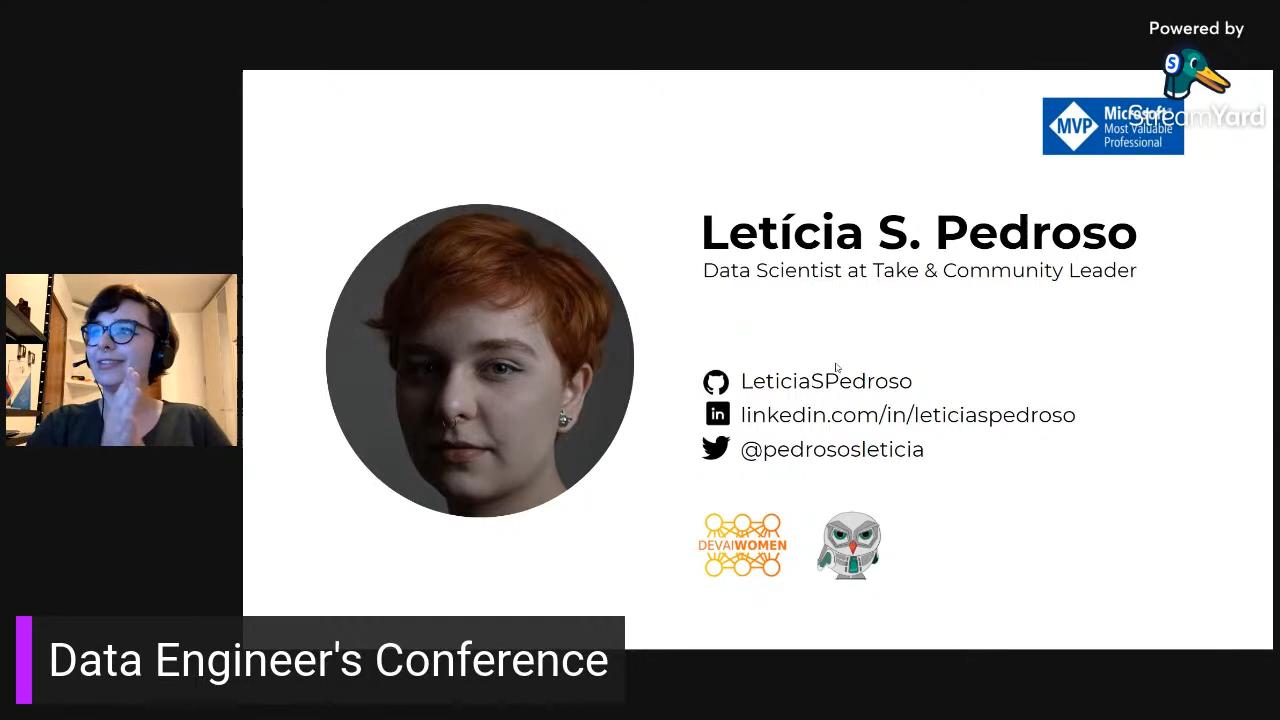 Powered by
StreamYard
MVP
Microsoft®
Most Valuable
Professional
Letícia S. Pedroso
Data Scientist at Take & Community Leader
LeticiaSPedroso
in
linkedin.com/in/leticiaspedroso
@pedrososleticia
DEVAIWOMEN
Data Engineer's Conference